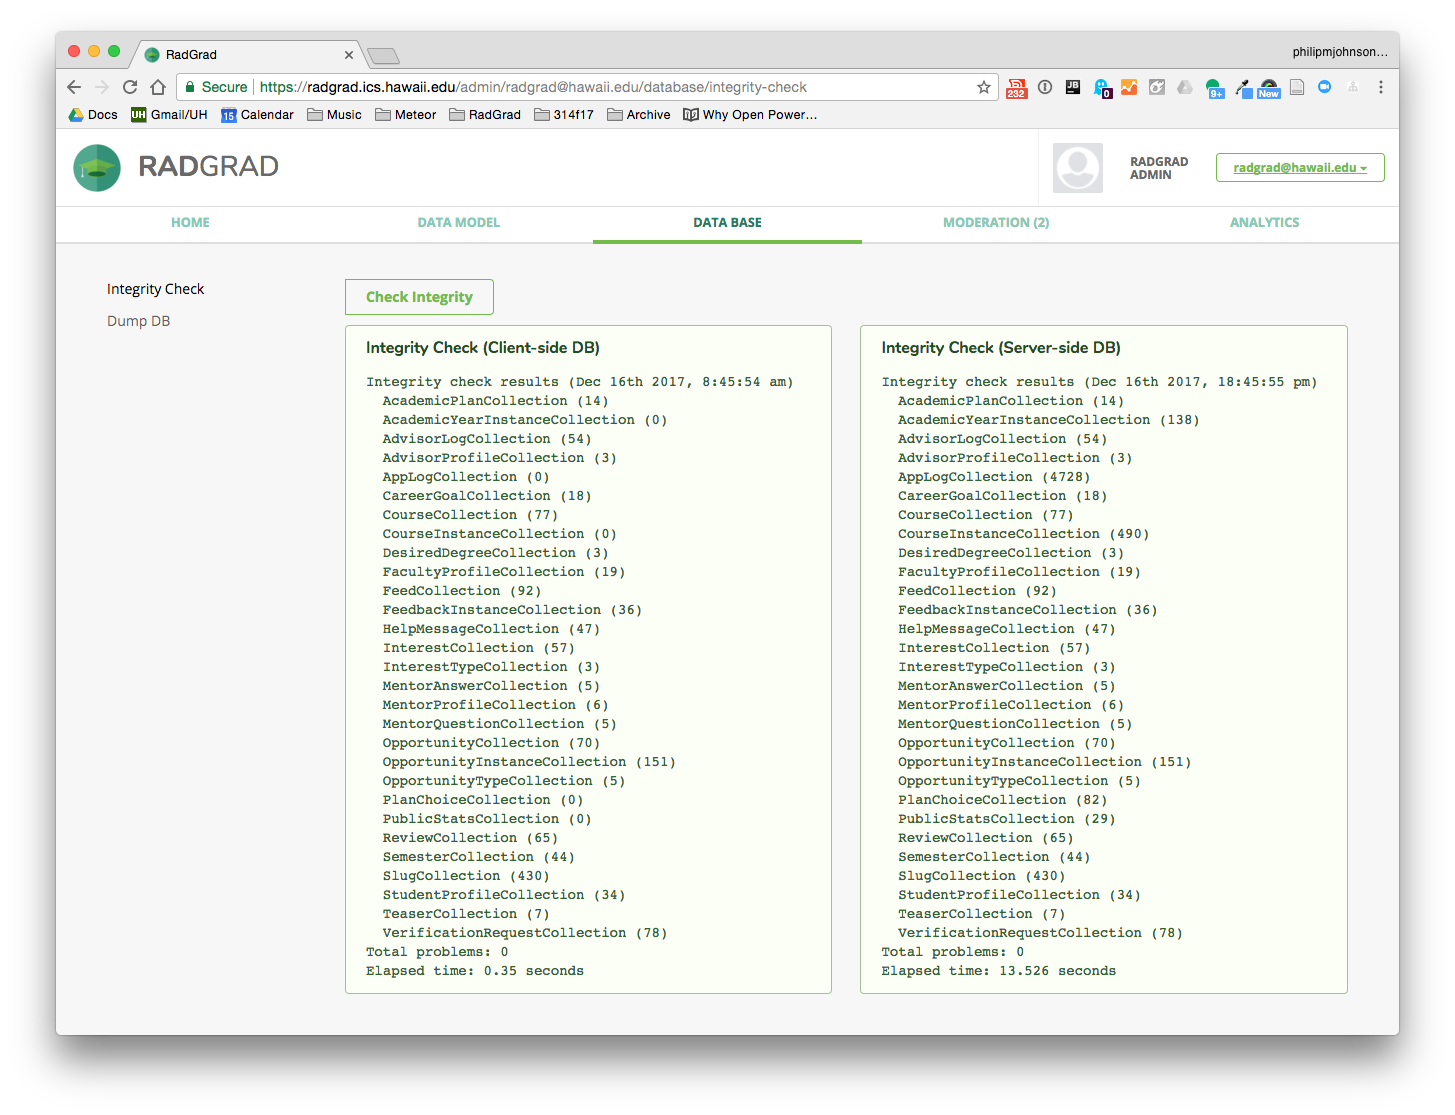 RadGrad
philipmjohnson...
Secure https://radgrad.ics.hawaii.edu/admin/radgrad@hawaii.edu/database/integrity-check
232
JB
0
9+
New
Docs
UH Gmail/UH
15 Calendar
Music
Meteor
RadGrad
314f17
Archive
Why Open Power...
RADGRAD
RADGRAD ADMIN
radgrad@hawaii.edu
HOME
DATA MODEL
DATA BASE
MODERATION (2)
ANALYTICS
Integrity Check
Dump DB
Check Integrity
Integrity Check (Client-side DB)
Integrity check results (Dec 16th 2017, 8:45:54 am)
AcademicPlanCollection (14)
AcademicYearInstanceCollection (0)
AdvisorLogCollection (54)
AdvisorProfileCollection (3)
AppLogCollection (0)
CareerGoalCollection (18)
CourseCollection (77)
CourseInstanceCollection (0)
DesiredDegreeCollection (3)
FacultyProfileCollection (19)
FeedCollection (92)
FeedbackInstanceCollection (36)
HelpMessageCollection (47)
InterestCollection (57)
InterestTypeCollection (3)
MentorAnswerCollection (5)
MentorProfileCollection (6)
MentorQuestionCollection (5)
OpportunityCollection (70)
OpportunityInstanceCollection (151)
OpportunityTypeCollection (5)
PlanChoiceCollection (0)
PublicStatsCollection (0)
ReviewCollection (65)
SemesterCollection (44)
SlugCollection (430)
StudentProfileCollection (34)
TeaserCollection (7)
VerificationRequestCollection (78)
Total problems: 0
Elapsed time: 0.35 seconds
Integrity Check (Server-side DB)
Integrity check results (Dec 16th 2017, 18:45:55 pm)
AcademicPlanCollection (14)
AcademicYearInstanceCollection (138)
AdvisorLogCollection (54)
AdvisorProfileCollection (3)
AppLogCollection (4728)
CareerGoalCollection (18)
CourseCollection (77)
CourseInstanceCollection (490)
DesiredDegreeCollection (3)
FacultyProfileCollection (19)
FeedCollection (92)
FeedbackInstanceCollection (36)
HelpMessageCollection (47)
InterestCollection (57)
InterestTypeCollection (3)
MentorAnswerCollection (5)
MentorProfileCollection (6)
MentorQuestionCollection (5)
OpportunityCollection (70)
OpportunityInstanceCollection (151)
OpportunityTypeCollection (5)
PlanChoiceCollection (82)
PublicStatsCollection (29)
ReviewCollection (65)
SemesterCollection (44)
SlugCollection (430)
StudentProfileCollection (34)
TeaserCollection (7)
VerificationRequestCollection (78)
Total problems: 0
Elapsed time: 13.526 seconds